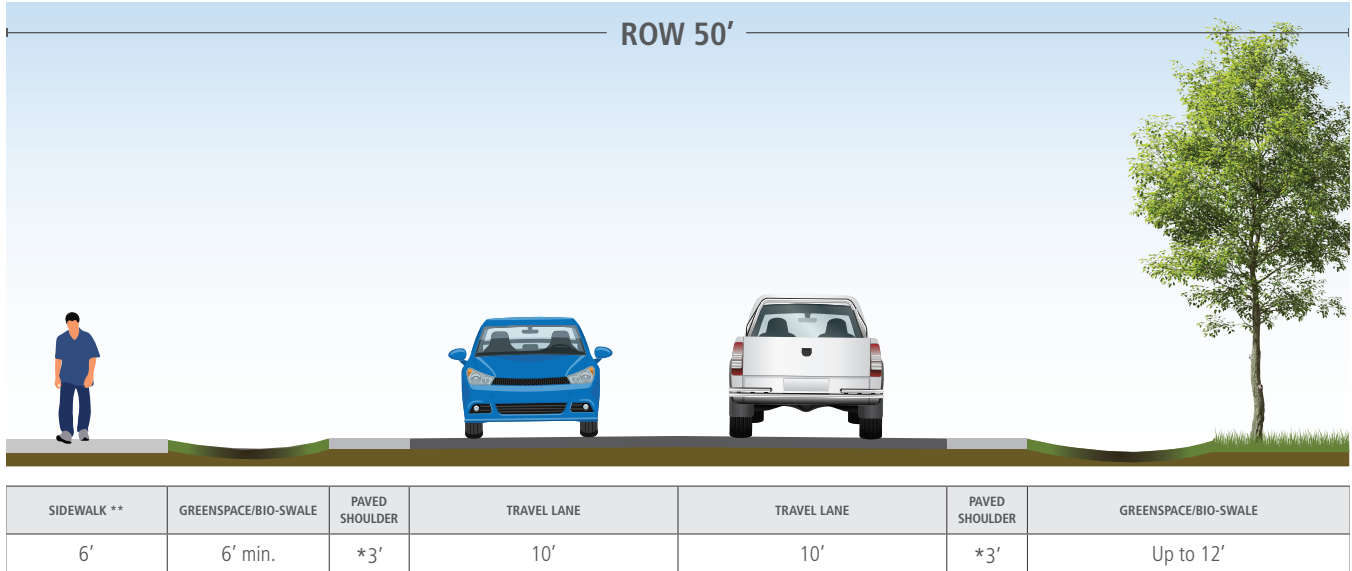 ROW 50’
SIDEWALK ** GREENSPACE/BIO-SWALE PAVED SHOULDER TRAVEL LANE TRAVEL LANE PAVED SHOULDER GREENSPACE/BIO-SWALE
6’ 6’ min. *3’ 10’ 10’ *3’ Up to 12’